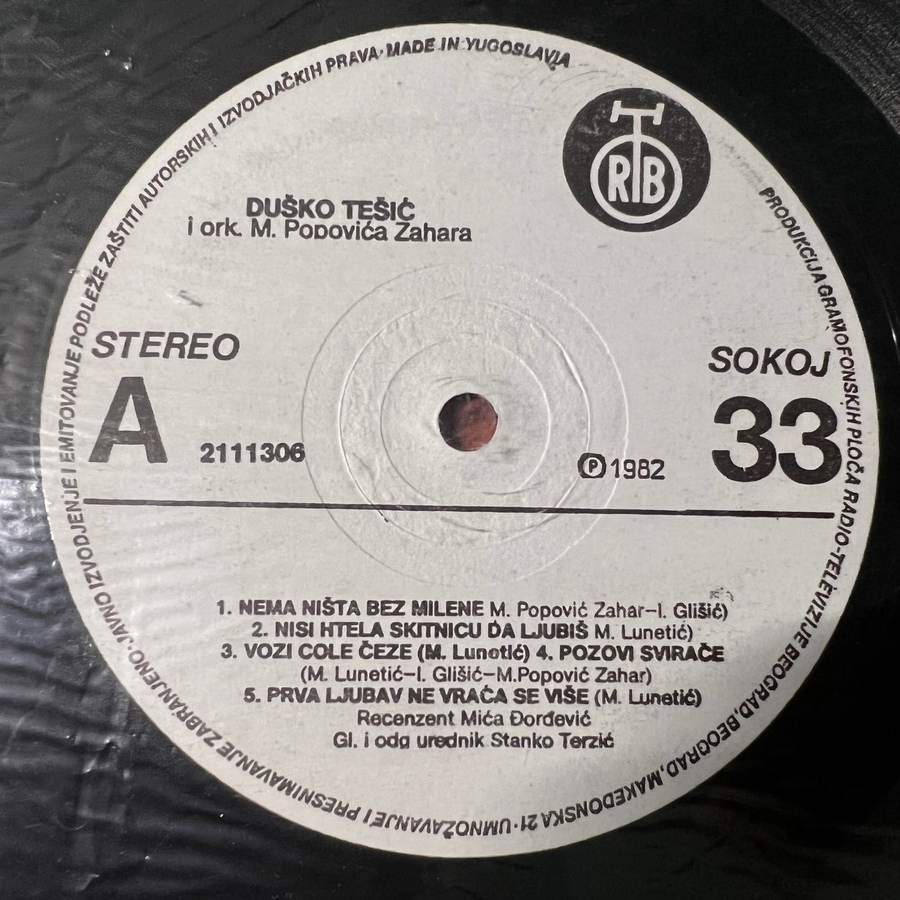 PRODUKCIJA GRAMOFONSKIH PLOČA RADIO-TELEVIZIJE BEOGRAD, BEOGRAD, MAKEDONSKA 21 · UMNOŽAVANJE I PRESNIMAVANJE ZABRANJENO · JAVNO IZVODJENJE I EMITOVANJE PODLEŽE ZAŠTITI AUTORSKIH I IZVODJAČKIH PRAVA · MADE IN YUGOSLAVIA
RTB
DUŠKO TEŠIĆ
i ork. M. Popovića Zahara
STEREO
SOKOJ
A
2111306
℗ 1982
33
1. NEMA NIŠTA BEZ MILENE M. Popović Zahar-I. Glišić)
2. NISI HTELA SKITNICU DA LJUBIŠ M. Lunetić)
3. VOZI COLE ČEZE (M. Lunetić) 4. POZOVI SVIRAČE
(M. Lunetić-I. Glišić-M.Popović Zahar)
5. PRVA LJUBAV NE VRAĆA SE VIŠE (M. Lunetić)
Recenzent Mića Đorđević
Gl. i odg urednik Stanko Terzić